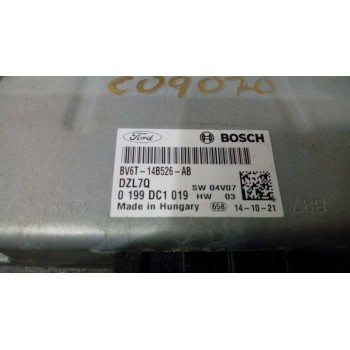 C09070
Ford BOSCH
BV6T-14B526-AB
DZL7Q SW 04V07
0 199 DC1 019 HW 03
Made in Hungary 658 14-10-21